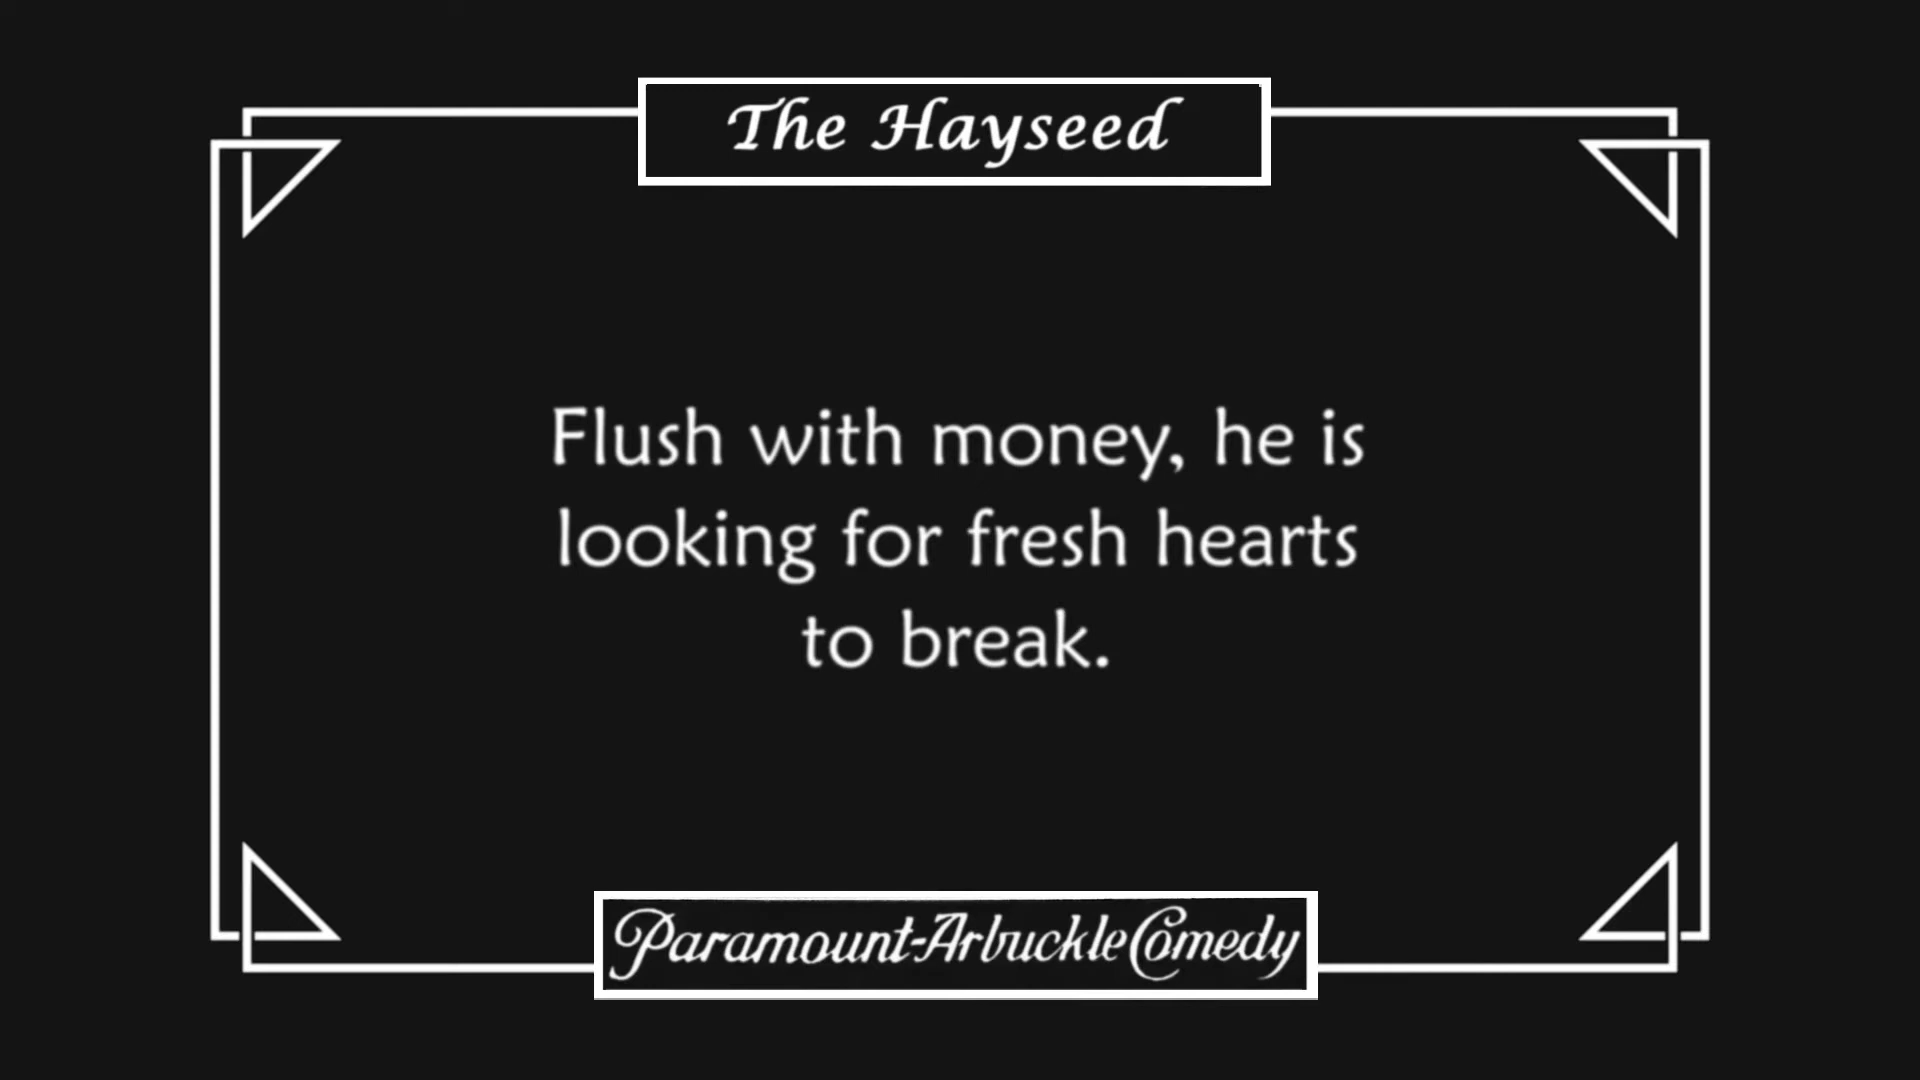 The Hayseed
Flush with money, he is
looking for fresh hearts
to break.
Paramount-Arbuckle Comedy